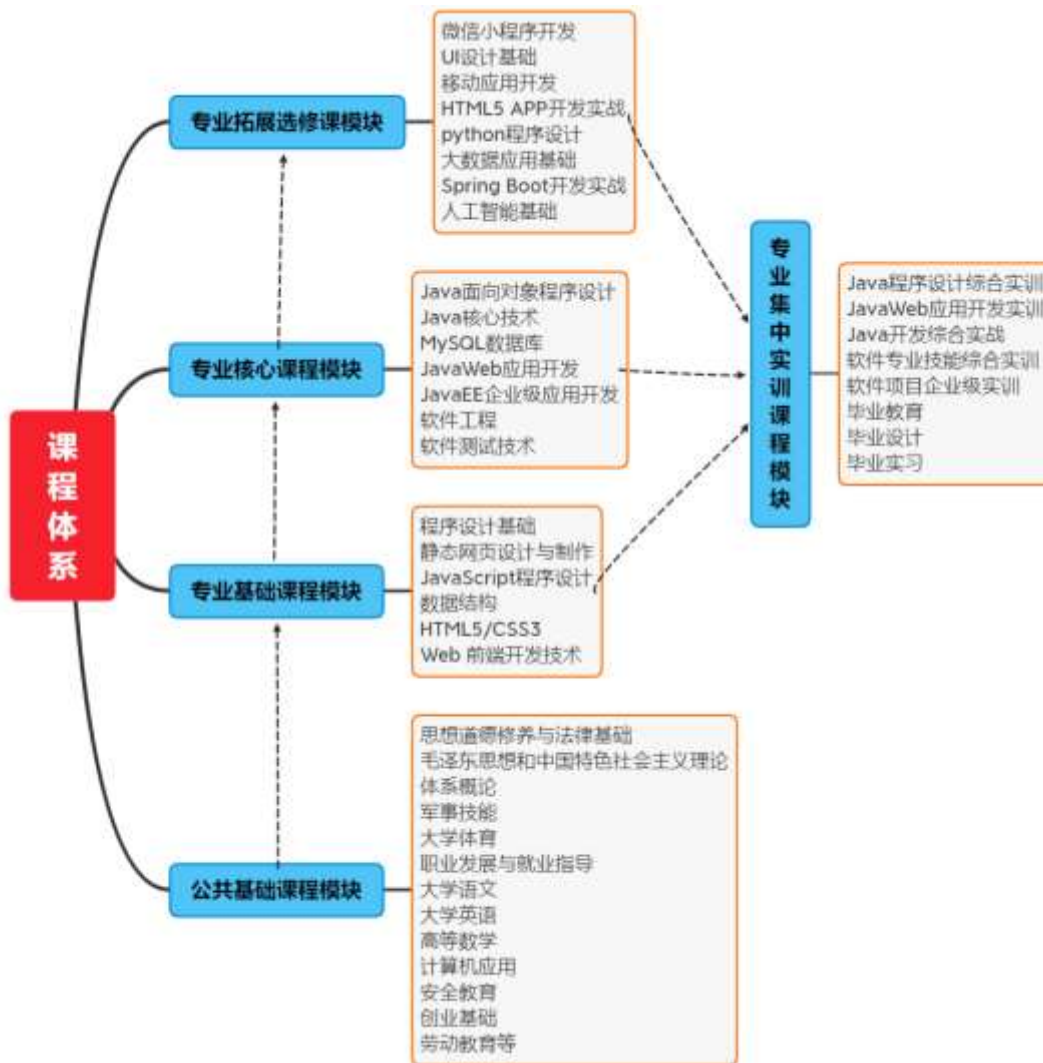 课程体系
专业拓展选修课模块
微信小程序开发
UI设计基础
移动应用开发
HTML5 APP开发实战
python程序设计
大数据应用基础
Spring Boot开发实战
人工智能基础
专业核心课程模块
Java面向对象程序设计
Java核心技术
MySQL数据库
JavaWeb应用开发
JavaEE企业级应用开发
软件工程
软件测试技术
专业基础课程模块
程序设计基础
静态网页设计与制作
JavaScript程序设计
数据结构
HTML5/CSS3
Web 前端开发技术
公共基础课程模块
思想道德修养与法律基础
毛泽东思想和中国特色社会主义理论
体系概论
军事技能
大学体育
职业发展与就业指导
大学语文
大学英语
高等数学
计算机应用
安全教育
创业基础
劳动教育等
专业集中实训课程模块
Java程序设计综合实训
JavaWeb应用开发实训
Java开发综合实战
软件专业技能综合实训
软件项目企业级实训
毕业教育
毕业设计
毕业实习